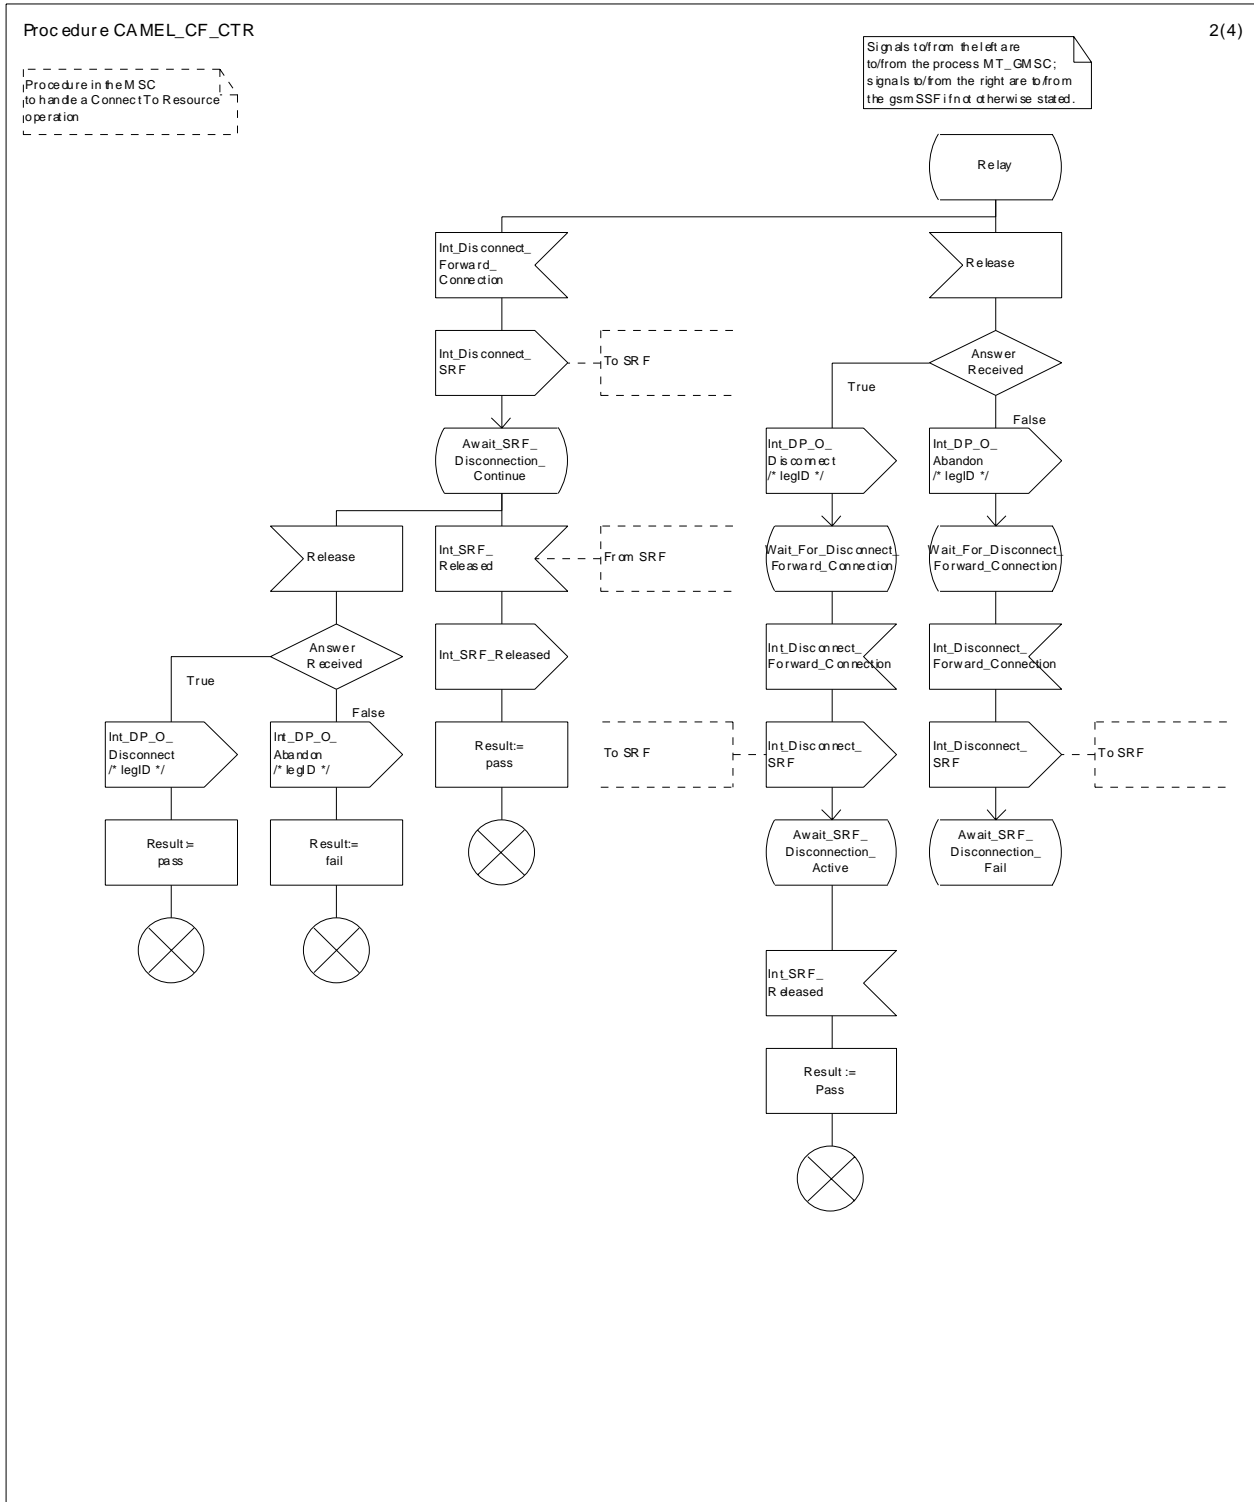 Procedure CAMEL_CF_CTR
2(4)
Procedure in the MSC
to handle a Connect To Resource
operation
Signals to/from the left are
to/from the process MT_GMSC;
signals to/from the right are to/from
the gsmSSF if not otherwise stated.
Relay
Int_Disconnect_
Forward_
Connection
Release
Int_Disconnect_
SRF
To SRF
Answer
Received
True
False
Await_SRF_
Disconnection_
Continue
Int_DP_O_
Disconnect
/* legID */
Int_DP_O_
Abandon
/* legID */
Release
Int_SRF_
Released
From SRF
Wait_For_Disconnect_
Forward_Connection
Wait_For_Disconnect_
Forward_Connection
Answer
Received
True
False
Int_SRF_Released
Int_Disconnect_
Forward_Connection
Int_Disconnect_
Forward_Connection
Int_DP_O_
Disconnect
/* legID */
Int_DP_O_
Abandon
/* legID */
Result:=
pass
To SRF
Int_Disconnect_
SRF
Int_Disconnect_
SRF
To SRF
Result:=
pass
Result:=
fail
Await_SRF_
Disconnection_
Active
Await_SRF_
Disconnection_
Fail
Int_SRF_
Released
Result :=
Pass